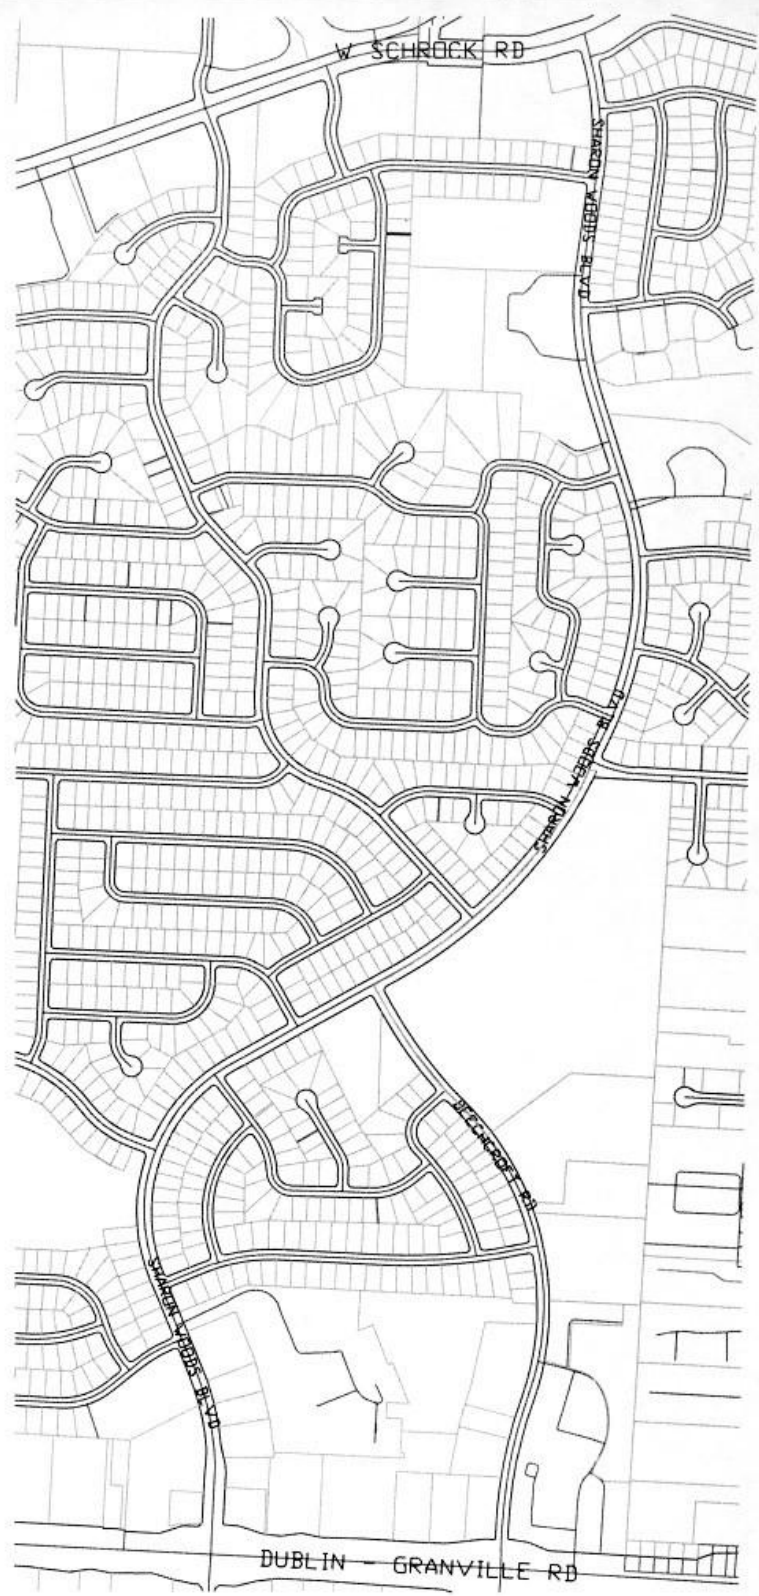 W SCHROCK RD
SHARON WOODS BLVD
SHARON WOODS BLVD
BEECHCROFT RD
SHARON WOODS BLVD
DUBLIN - GRANVILLE RD